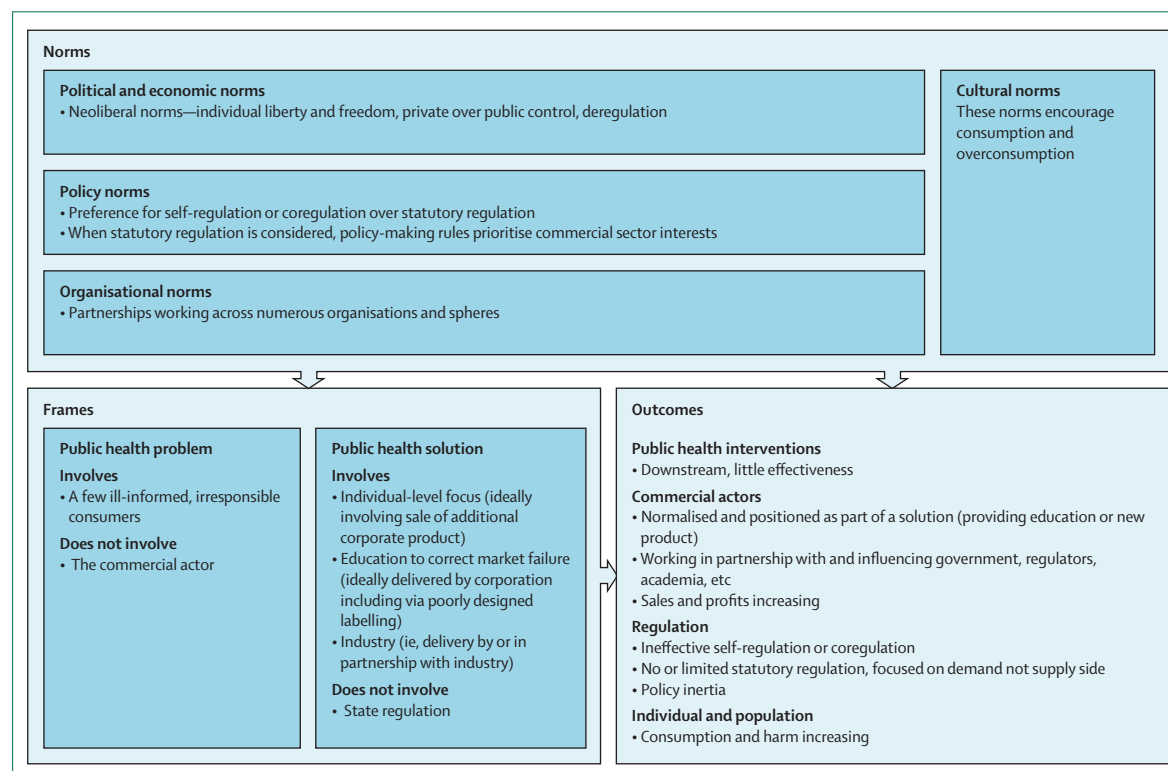 Norms
Political and economic norms
• Neoliberal norms—individual liberty and freedom, private over public control, deregulation
Policy norms
• Preference for self-regulation or coregulation over statutory regulation
• When statutory regulation is considered, policy-making rules prioritise commercial sector interests
Organisational norms
• Partnerships working across numerous organisations and spheres
Cultural norms
These norms encourage
consumption and
overconsumption
Frames
Public health problem
Involves
• A few ill-informed, irresponsible
consumers
Does not involve
• The commercial actor
Public health solution
Involves
• Individual-level focus (ideally
involving sale of additional
corporate product)
• Education to correct market failure
(ideally delivered by corporation
including via poorly designed
labelling)
• Industry (ie, delivery by or in
partnership with industry)
Does not involve
• State regulation
Outcomes
Public health interventions
• Downstream, little effectiveness
Commercial actors
• Normalised and positioned as part of a solution (providing education or new
product)
• Working in partnership with and influencing government, regulators,
academia, etc
• Sales and profits increasing
Regulation
• Ineffective self-regulation or coregulation
• No or limited statutory regulation, focused on demand not supply side
• Policy inertia
Individual and population
• Consumption and harm increasing